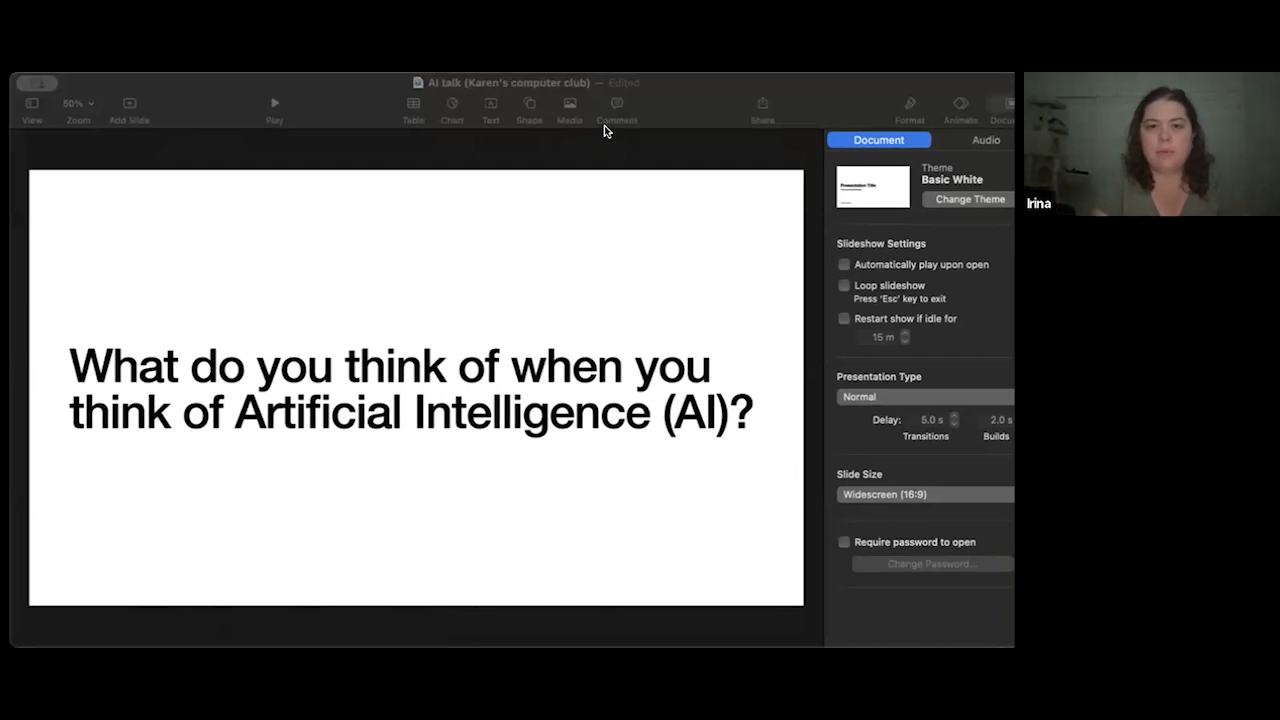 AI talk (Karen's computer club) — Edited
50%
View
Zoom
Add Slide
Play
Table
Chart
Text
Shape
Media
Comment
Share
Format
Animate
Docu
Document
Audio
Theme
Basic White
Change Theme
Presentation Title
Slideshow Settings
Automatically play upon open
Loop slideshow
Press 'Esc' key to exit
Restart show if idle for
15 m
Presentation Type
Normal
Delay:
5.0 s
2.0 s
Transitions
Builds
Slide Size
Widescreen (16:9)
Require password to open
Change Password...
What do you think of when you
think of Artificial Intelligence (AI)?
Irina